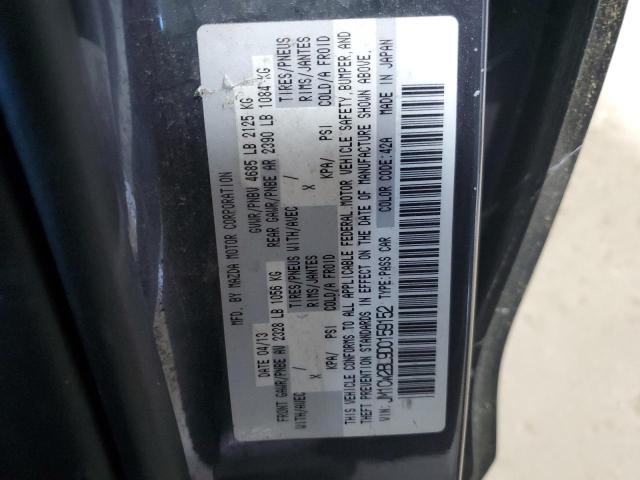 MFD. BY MAZDA MOTOR CORPORATION
DATE 04/13 GVWR/PNBV 4685 LB 2125 KG
FRONT GAWR/PNBE AV 2328 LB 1056 KG REAR GAWR/PNBE AR 2390 LB 1084 KG
WITH/AVEC / TIRES/PNEUS WITH/AVEC / TIRES/PNEUS
X RIMS/JANTES X RIMS/JANTES
KPA/ PSI COLD/A FROID KPA/ PSI COLD/A FROID
THIS VEHICLE CONFORMS TO ALL APPLICABLE FEDERAL MOTOR VEHICLE SAFETY, BUMPER, AND
THEFT PREVENTION STANDARDS IN EFFECT ON THE DATE OF MANUFACTURE SHOWN ABOVE.
VIN: JM1CW2BL9D0159152 TYPE:PASS CAR COLOR CODE:42A MADE IN JAPAN